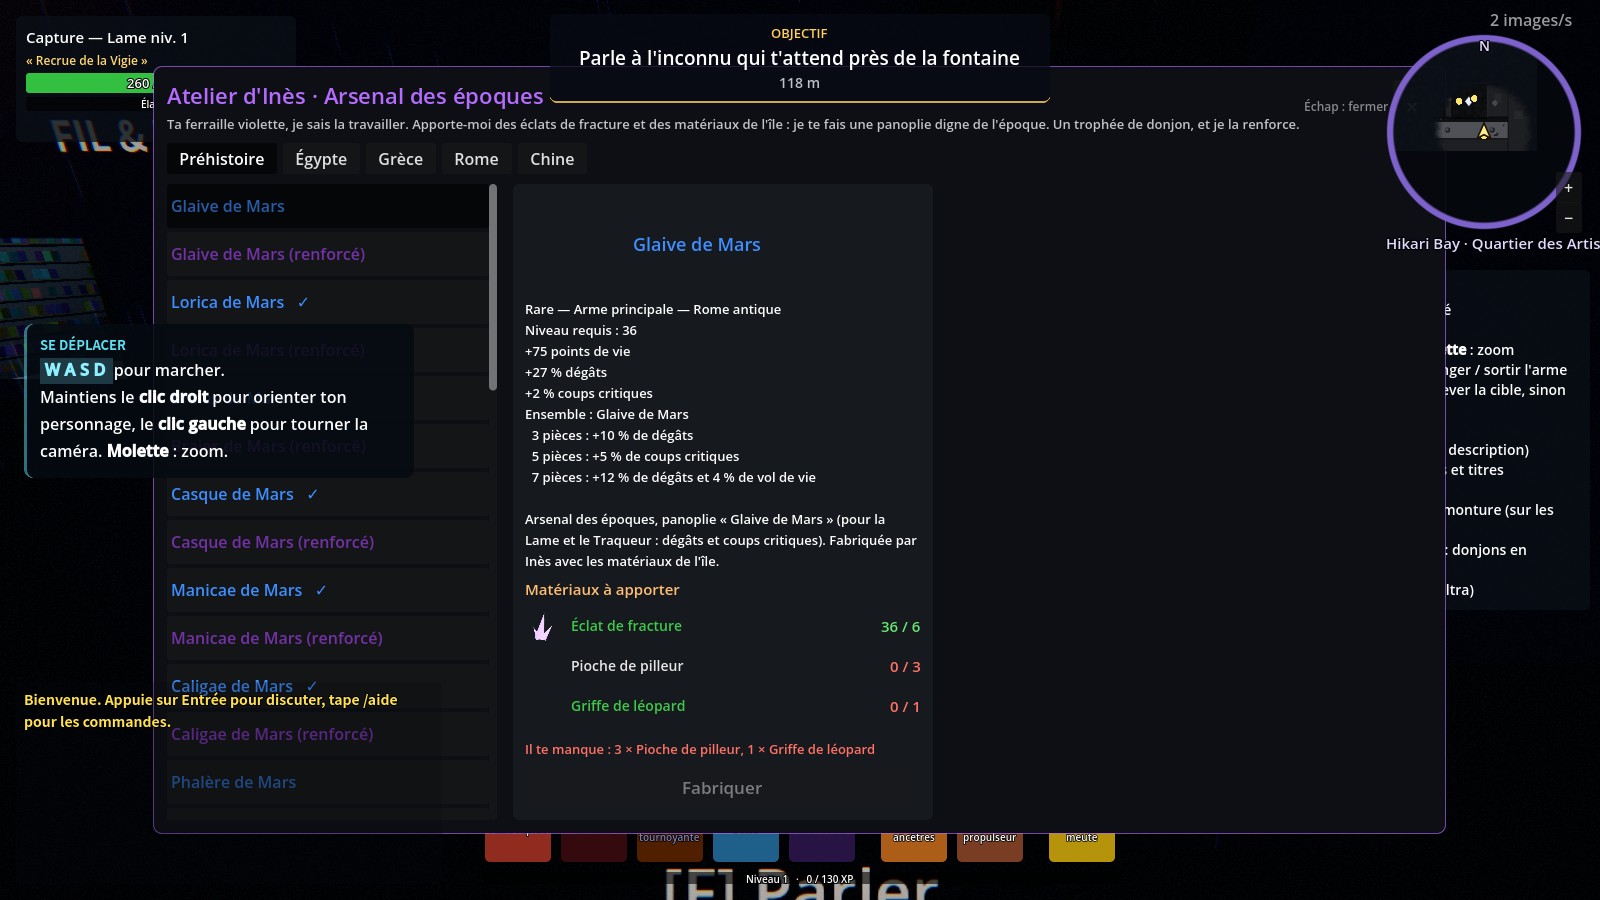 2 images/s
Capture — Lame niv. 1
« Recrue de la Vigie »
260
OBJECTIF
Parle à l'inconnu qui t'attend près de la fontaine
118 m
N
FIL &
Atelier d'Inès · Arsenal des époques
Échap : fermer
Ta ferraille violette, je sais la travailler. Apporte-moi des éclats de fracture et des matériaux de l'île : je te fais une panoplie digne de l'époque. Un trophée de donjon, et je la renforce.
Préhistoire
Égypte
Grèce
Rome
Chine
+
−
Hikari Bay · Quartier des Artis
Glaive de Mars
Glaive de Mars (renforcé)
Lorica de Mars ✓
Lorica de Mars (renforcé)
SE DÉPLACER
W A S D pour marcher.
Maintiens le clic droit pour orienter ton
personnage, le clic gauche pour tourner la
caméra. Molette : zoom.
Casque de Mars ✓
Casque de Mars (renforcé)
Manicae de Mars ✓
Manicae de Mars (renforcé)
Caligae de Mars ✓
Bienvenue. Appuie sur Entrée pour discuter, tape /aide
pour les commandes.
Caligae de Mars (renforcé)
Phalère de Mars
Glaive de Mars
Rare — Arme principale — Rome antique
Niveau requis : 36
+75 points de vie
+27 % dégâts
+2 % coups critiques
Ensemble : Glaive de Mars
3 pièces : +10 % de dégâts
5 pièces : +5 % de coups critiques
7 pièces : +12 % de dégâts et 4 % de vol de vie
Arsenal des époques, panoplie « Glaive de Mars » (pour la
Lame et le Traqueur : dégâts et coups critiques). Fabriquée par
Inès avec les matériaux de l'île.
Matériaux à apporter
Éclat de fracture 36 / 6
Pioche de pilleur 0 / 3
Griffe de léopard 0 / 1
Il te manque : 3 × Pioche de pilleur, 1 × Griffe de léopard
Fabriquer
: zoom
/ sortir l'arme
la cible, sinon
description)
et titres
monture (sur les
: donjons en
tournoyante
ancêtres
propulseur
meute
Niveau 1 · 0 / 130 XP
Parler